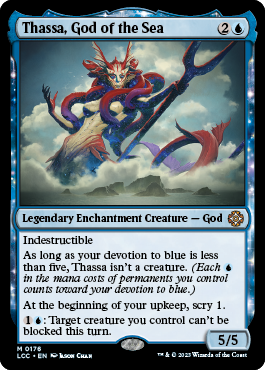 Thassa, God of the Sea 2
Legendary Enchantment Creature — God
Indestructible
As long as your devotion to blue is less
than five, Thassa isn't a creature. (Each
in the mana costs of permanents you control
counts toward your devotion to blue.)
At the beginning of your upkeep, scry 1.
1 : Target creature you control can't be
blocked this turn.
5/5
M 0176
LCC • EN Jason Chan
™ & © 2023 Wizards of the Coast